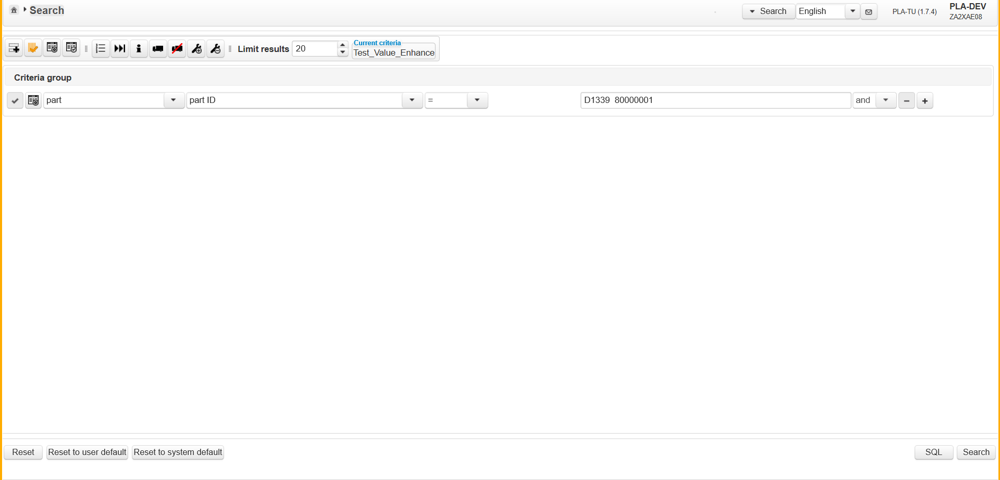 Search
Search
English
PLA-TU (1.7.4)
PLA-DEV
ZA2XAE08
Limit results
20
Current criteria
Test_Value_Enhance
Criteria group
part
part ID
=
D1339  80000001
and
Reset
Reset to user default
Reset to system default
SQL
Search